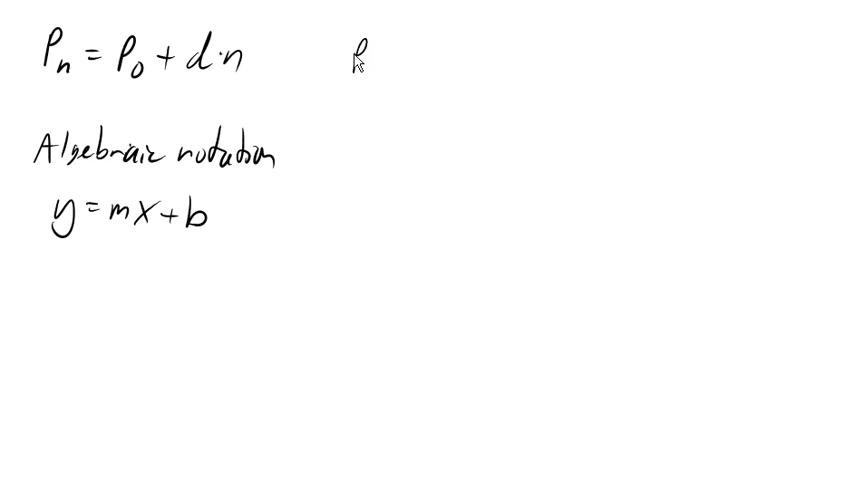 Pₙ = P₀ + d·n P
Algebraic notation
y = mx + b